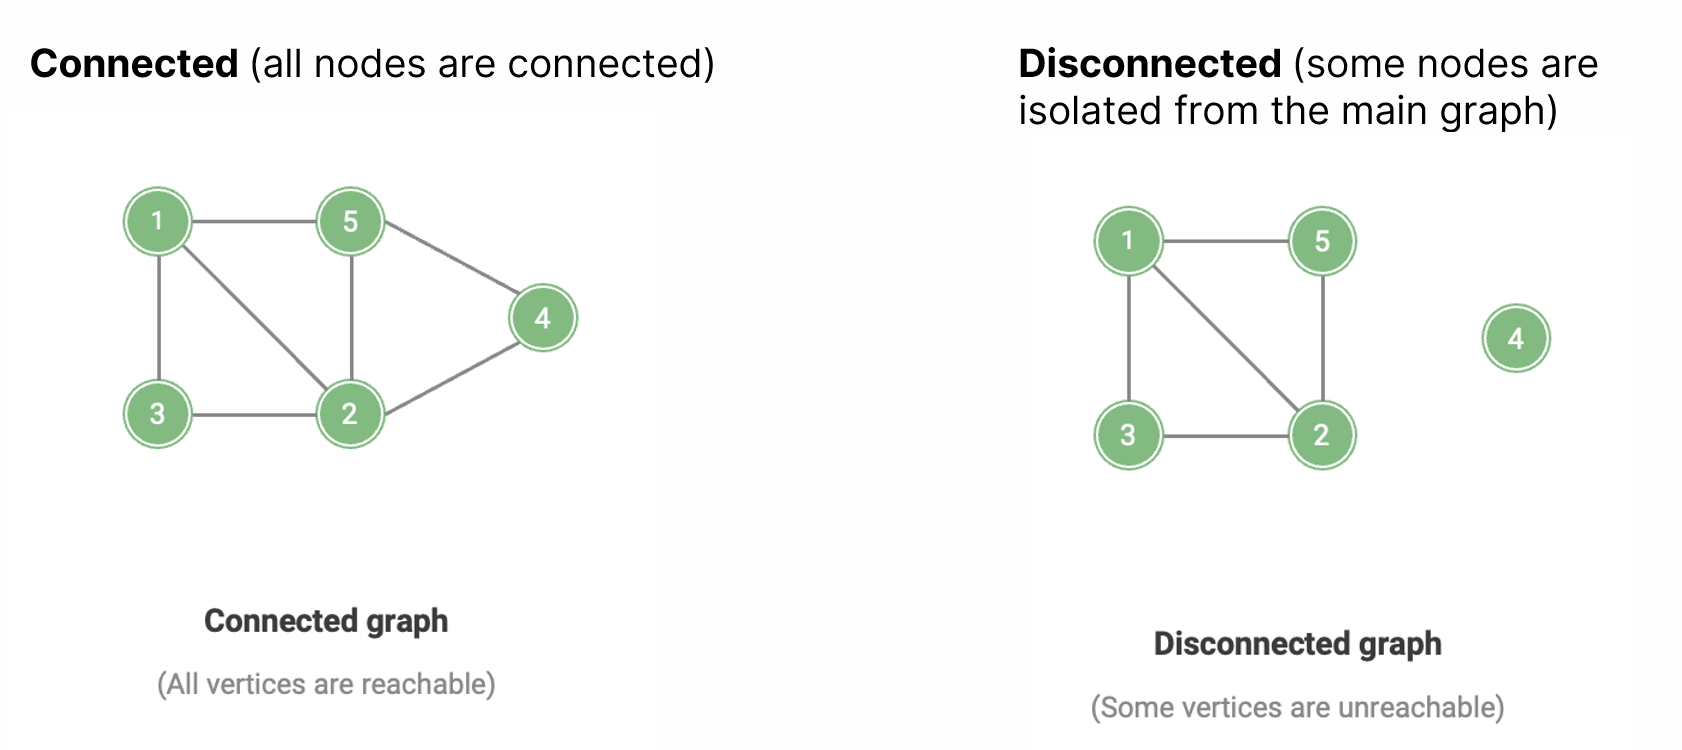 Connected (all nodes are connected)
1
5
4
3
2
Connected graph
(All vertices are reachable)
Disconnected (some nodes are
isolated from the main graph)
1
5
4
3
2
Disconnected graph
(Some vertices are unreachable)